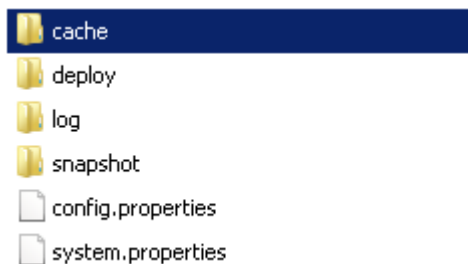 cache
deploy
log
snapshot
config.properties
system.properties